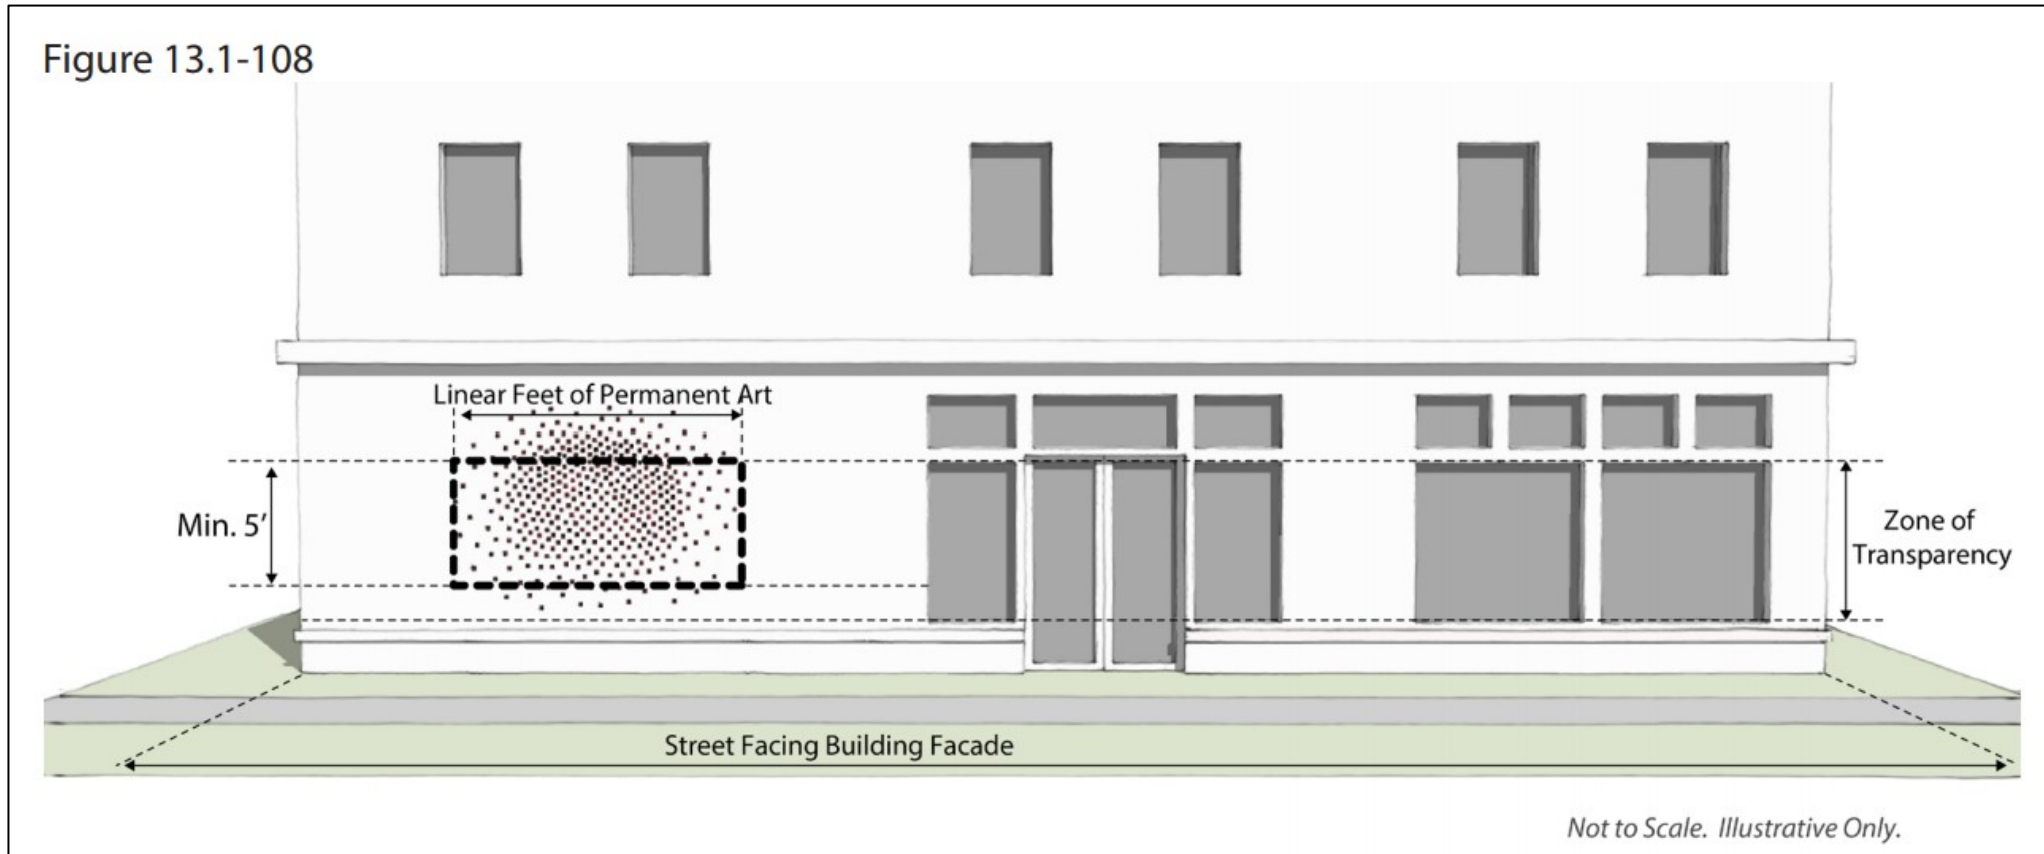 Figure 13.1-108
Linear Feet of Permanent Art
Min. 5’
Zone of
Transparency
Street Facing Building Facade
Not to Scale. Illustrative Only.